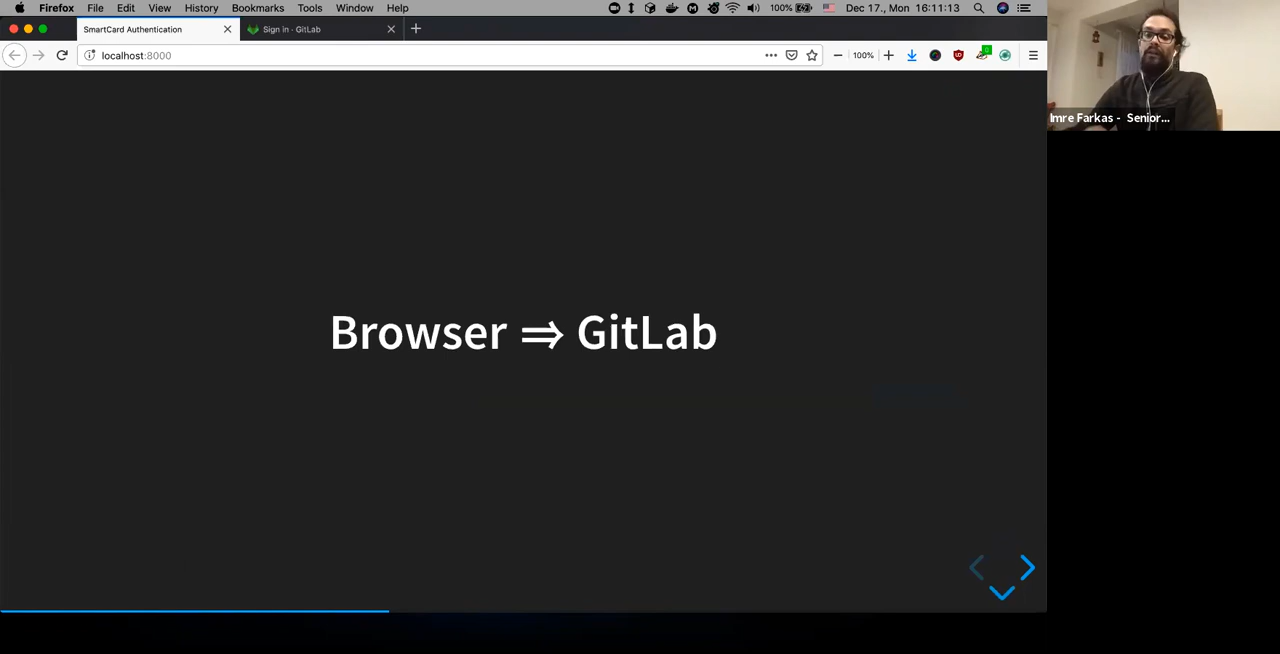 Firefox File Edit View History Bookmarks Tools Window Help 100% Dec 17., Mon 16:11:13
SmartCard Authentication Sign in · GitLab
localhost:8000 100% 0
Imre Farkas - Senior...
Browser ⇒ GitLab